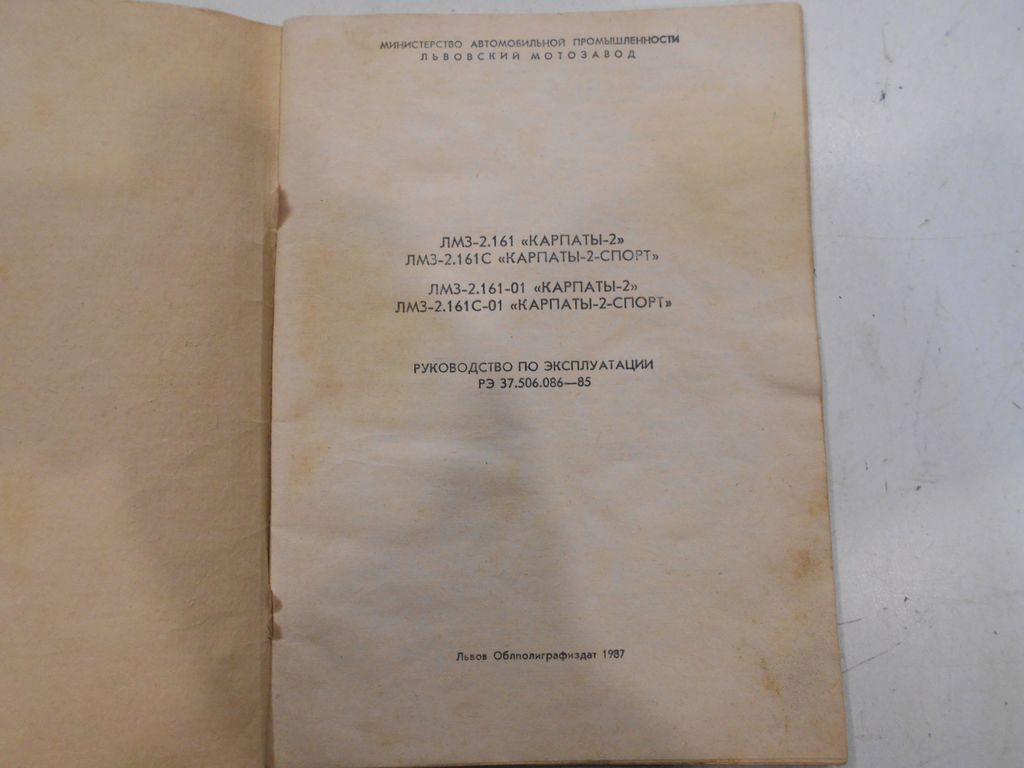 МИНИСТЕРСТВО АВТОМОБИЛЬНОЙ ПРОМЫШЛЕННОСТИ
ЛЬВОВСКИЙ МОТОЗАВОД
ЛМЗ-2.161 «КАРПАТЫ-2»
ЛМЗ-2.161С «КАРПАТЫ-2-СПОРТ»
ЛМЗ-2.161-01 «КАРПАТЫ-2»
ЛМЗ-2.161С-01 «КАРПАТЫ-2-СПОРТ»
РУКОВОДСТВО ПО ЭКСПЛУАТАЦИИ
РЭ 37.506.086—85
Львов Облполиграфиздат 1987